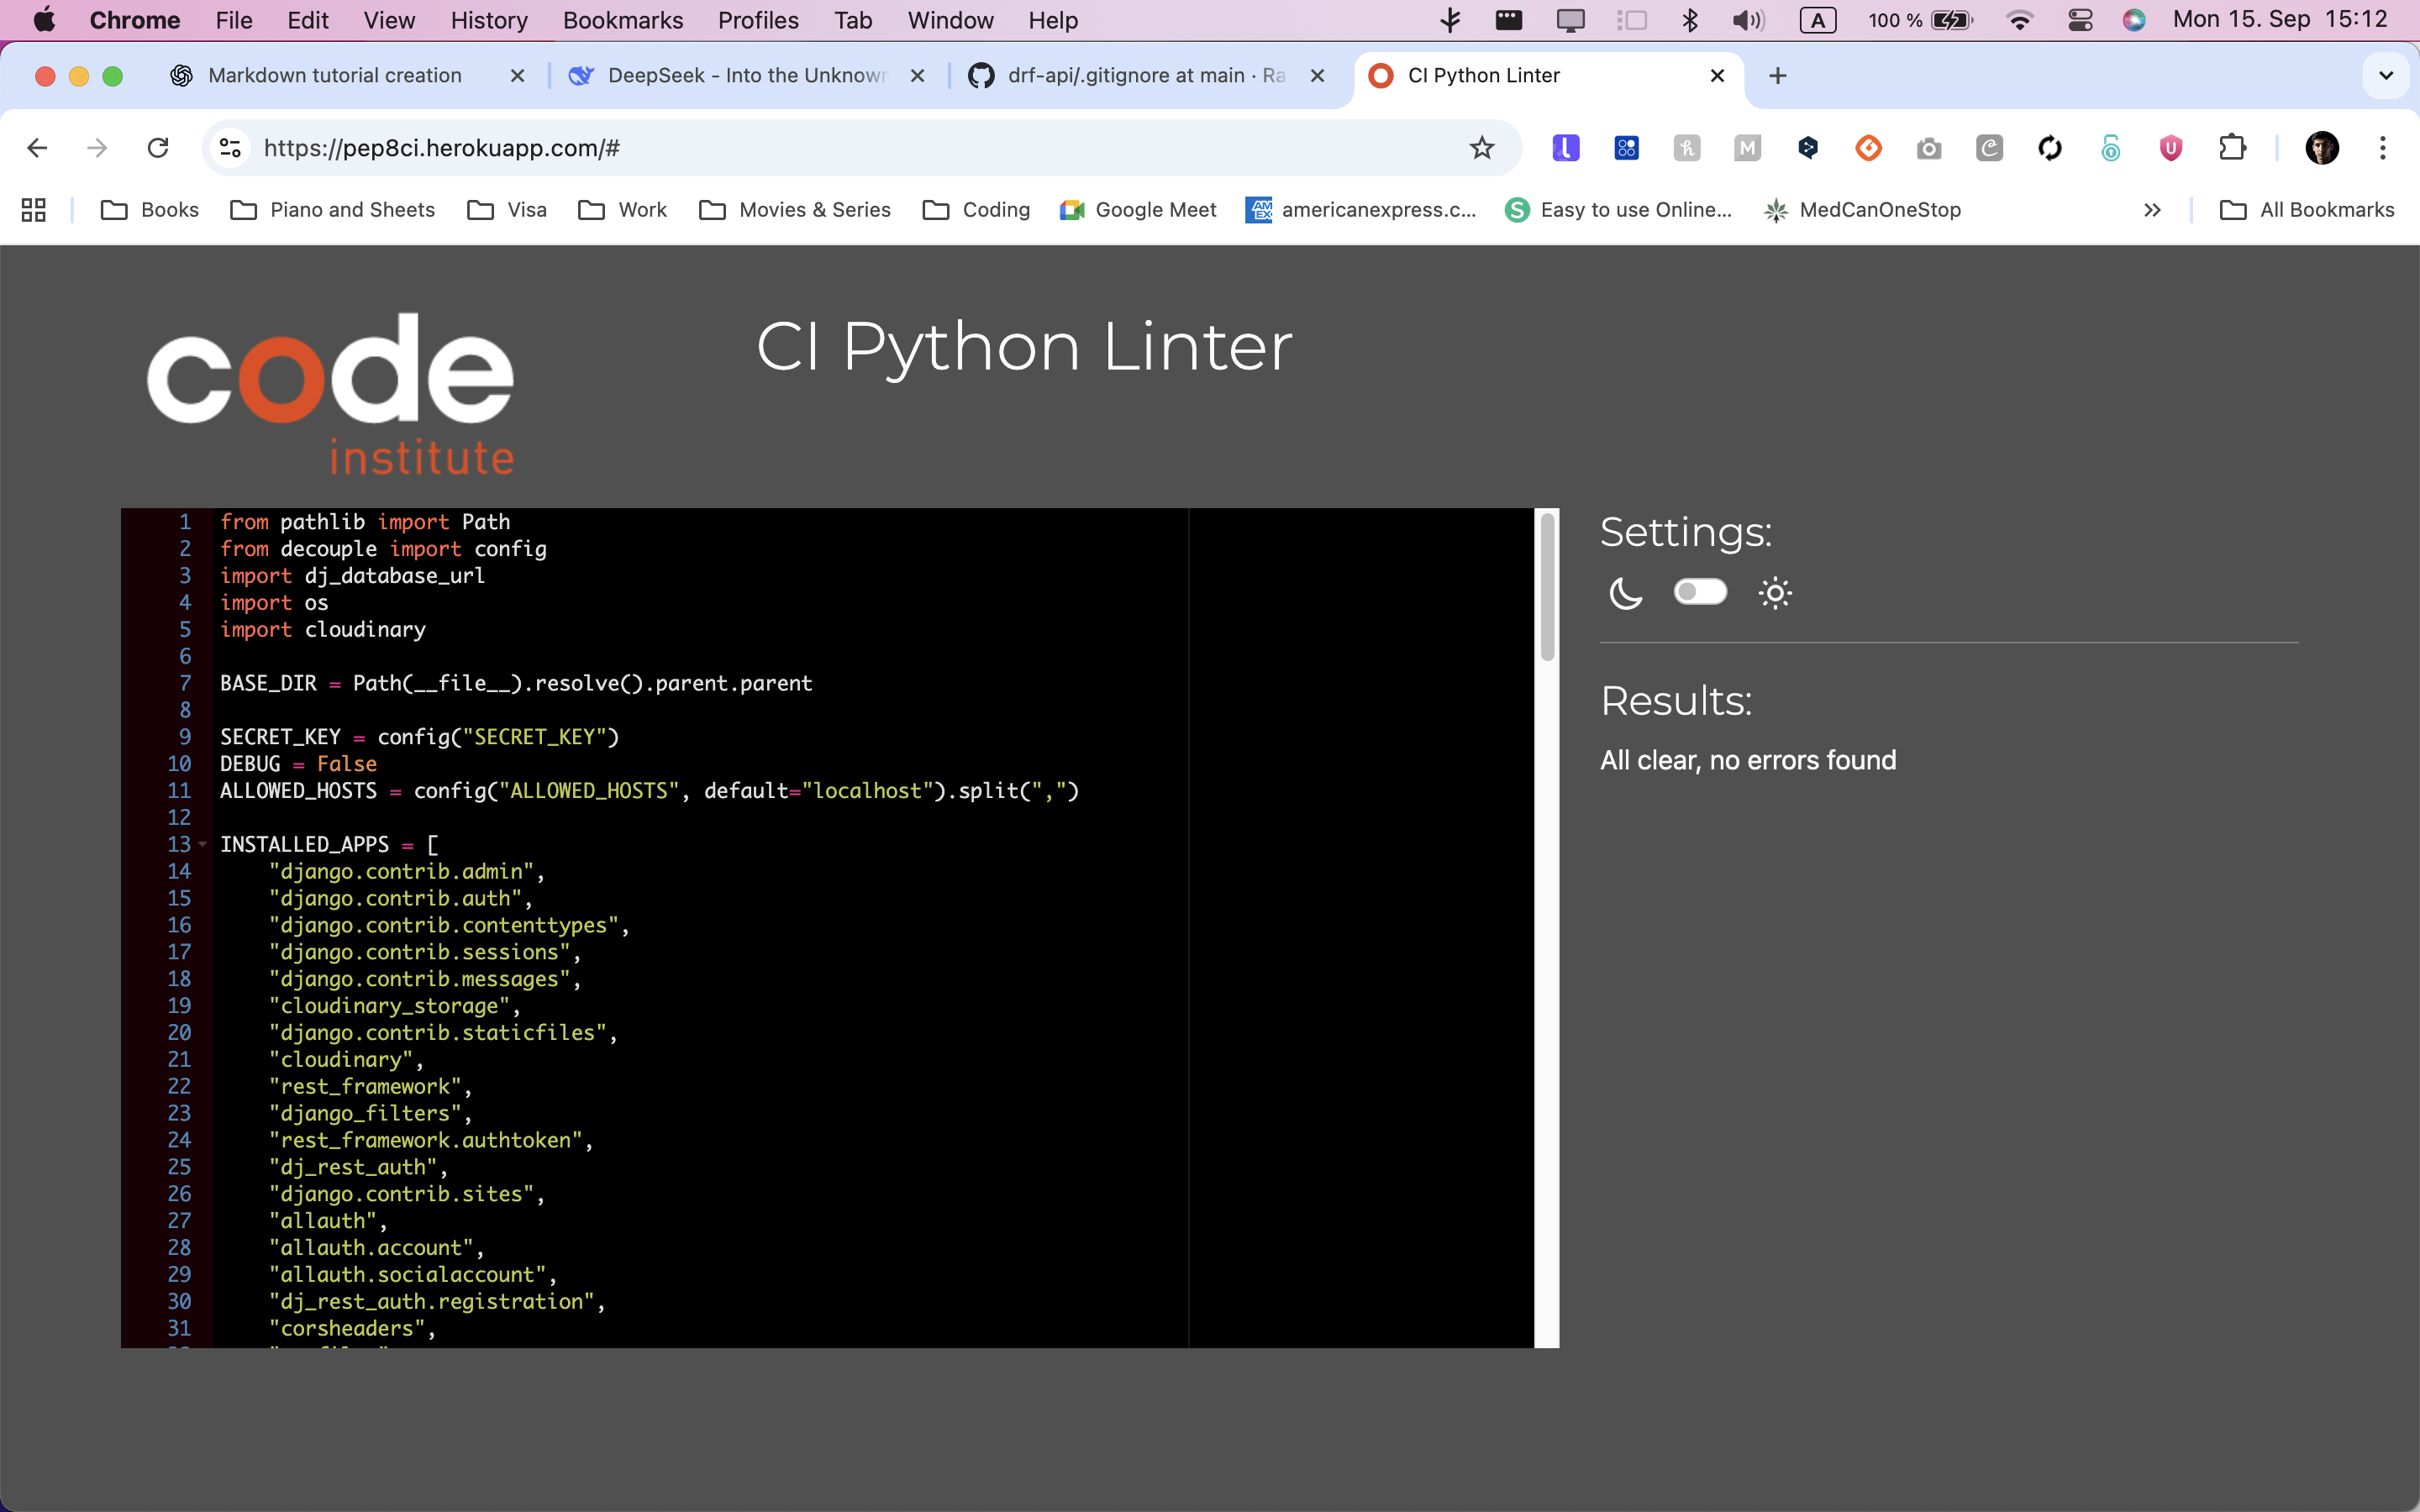 Chrome File Edit View History Bookmarks Profiles Tab Window Help A 100 % Mon 15. Sep 15:12
Markdown tutorial creation DeepSeek - Into the Unknown drf-api/.gitignore at main · Ra CI Python Linter
https://pep8ci.herokuapp.com/#
Books Piano and Sheets Visa Work Movies & Series Coding Google Meet AM EX americanexpress.c... S Easy to use Online... MedCanOneStop All Bookmarks
code
institute
CI Python Linter
1 from pathlib import Path
2 from decouple import config
3 import dj_database_url
4 import os
5 import cloudinary
6
7 BASE_DIR = Path(__file__).resolve().parent.parent
8
9 SECRET_KEY = config("SECRET_KEY")
10 DEBUG = False
11 ALLOWED_HOSTS = config("ALLOWED_HOSTS", default="localhost").split(",")
12
13 INSTALLED_APPS = [
14 "django.contrib.admin",
15 "django.contrib.auth",
16 "django.contrib.contenttypes",
17 "django.contrib.sessions",
18 "django.contrib.messages",
19 "cloudinary_storage",
20 "django.contrib.staticfiles",
21 "cloudinary",
22 "rest_framework",
23 "django_filters",
24 "rest_framework.authtoken",
25 "dj_rest_auth",
26 "django.contrib.sites",
27 "allauth",
28 "allauth.account",
29 "allauth.socialaccount",
30 "dj_rest_auth.registration",
31 "corsheaders",
Settings:
Results:
All clear, no errors found